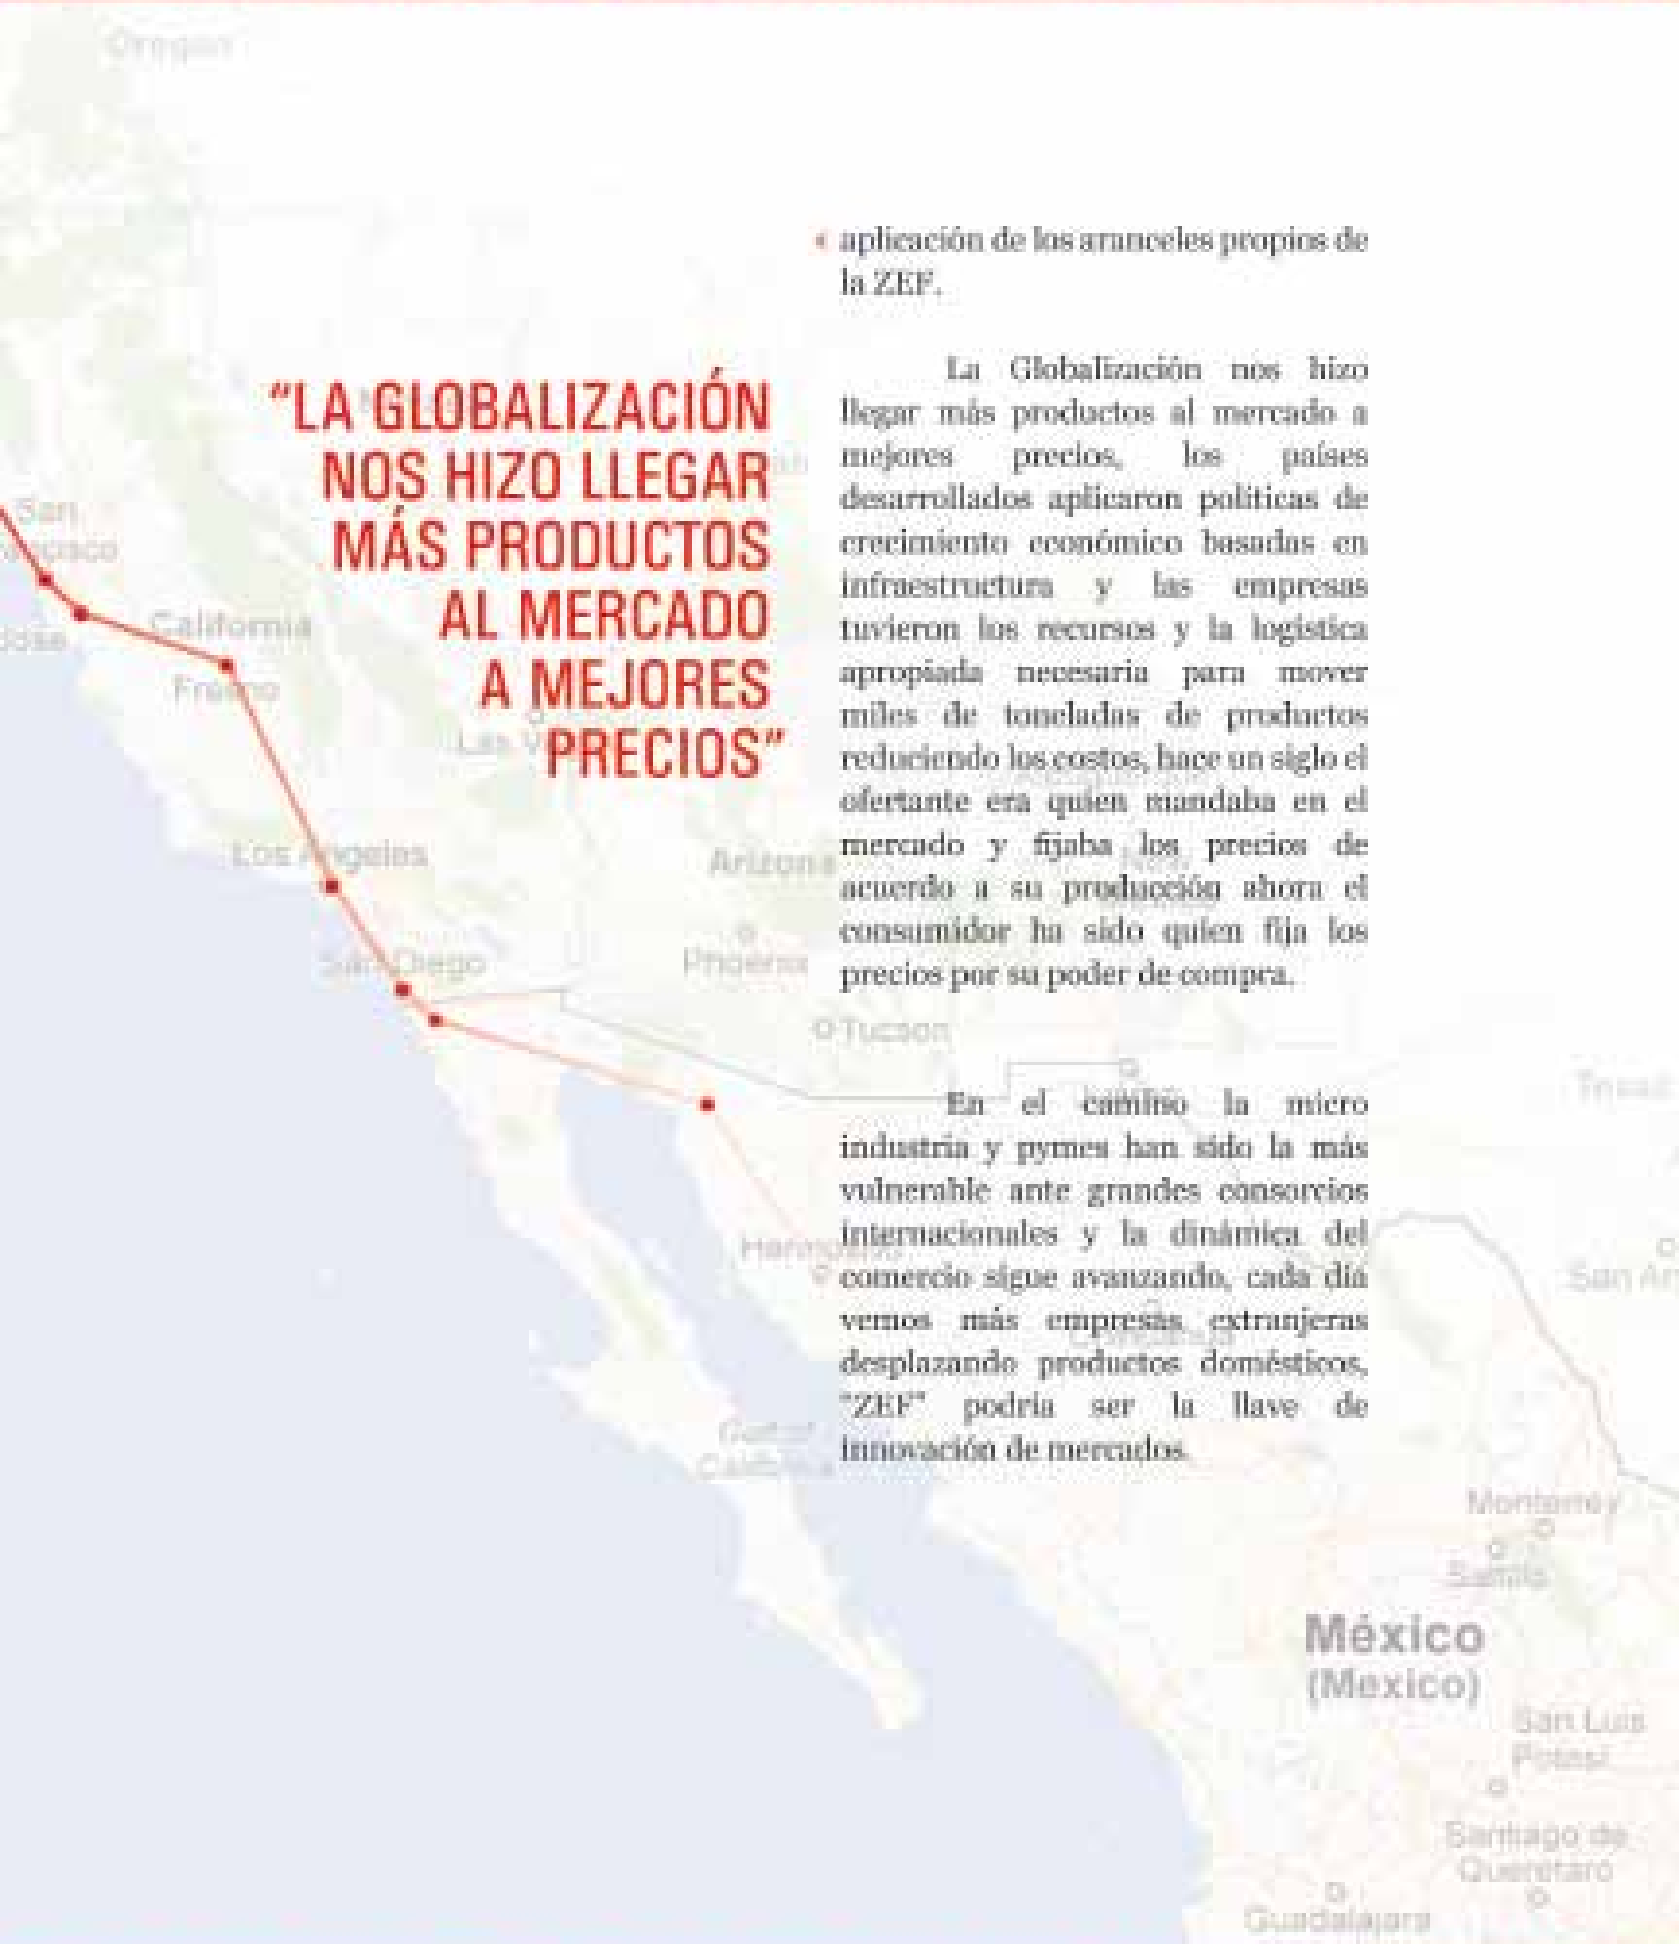 Oregon
San
California
Fresno
Los Angeles
San Diego
Arizona
Phoenix
Tucson
"LA GLOBALIZACIÓN
NOS HIZO LLEGAR
MÁS PRODUCTOS
AL MERCADO
A MEJORES
PRECIOS"
aplicación de los aranceles propios de
la ZEF.
La Globalización nos hizo
llegar más productos al mercado a
mejores precios, los países
desarrollados aplicaron políticas de
crecimiento económico basadas en
infraestructura y las empresas
tuvieron los recursos y la logística
apropiada necesaria para mover
miles de toneladas de productos
reduciendo los costos, hace un siglo el
ofertante era quien mandaba en el
mercado y fijaba los precios de
acuerdo a su producción ahora el
consumidor ha sido quien fija los
precios por su poder de compra.
En el camino la micro
industria y pymes han sido la más
vulnerable ante grandes consorcios
internacionales y la dinámica del
comercio sigue avanzando, cada día
vemos más empresas extranjeras
desplazando productos domésticos,
"ZEF" podría ser la llave de
innovación de mercados.
Gulf of
California
Texas
Monterrey
Saltillo
México
(Mexico)
San Luis
Potosí
Santiago de
Querétaro
Guadalajara